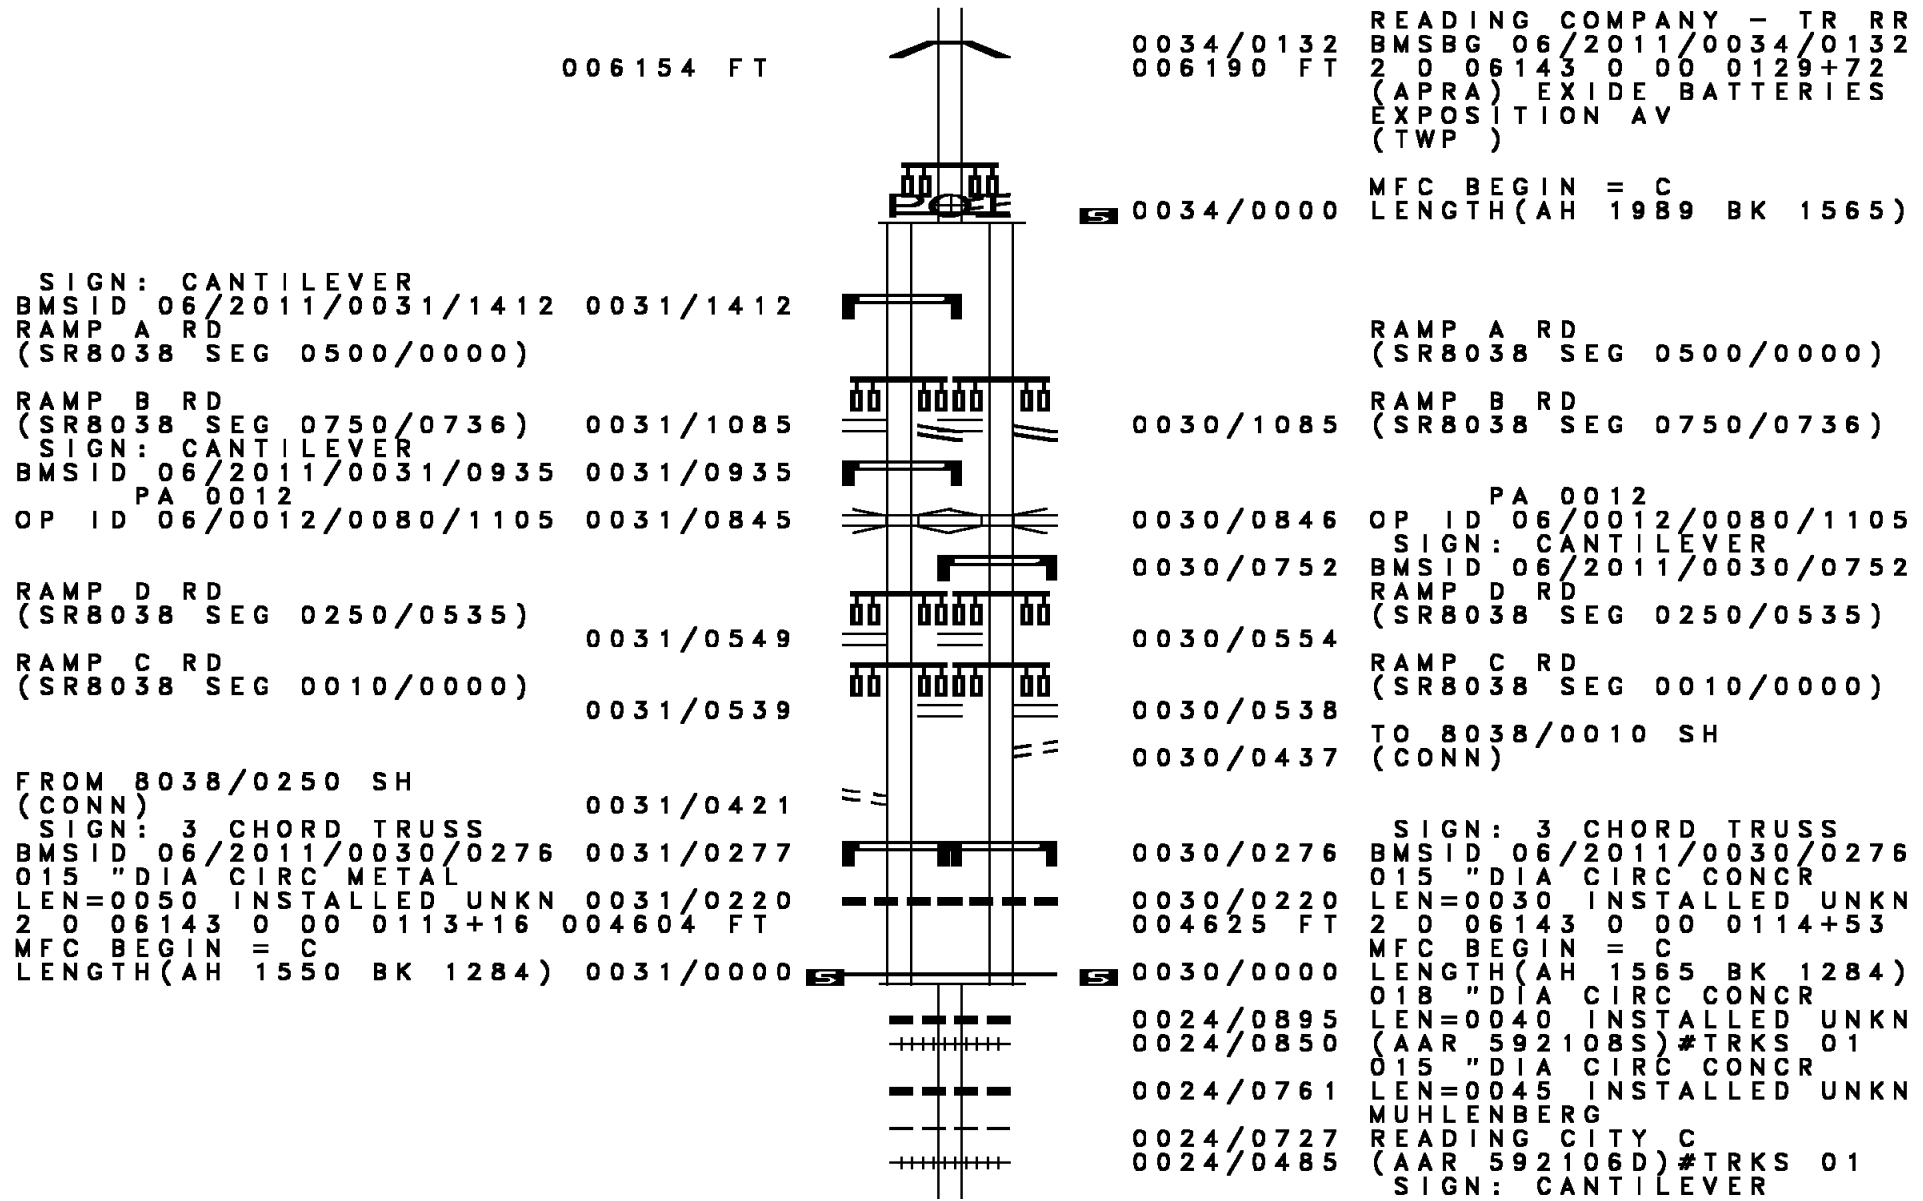 READING COMPANY - TR RR
0034/0132 BMSBG 06/2011/0034/0132
006154 FT 006190 FT 2 0 06143 0 00 0129+72
(APRA) EXIDE BATTERIES
EXPOSITION AV
(TWP )
MFC BEGIN = C
S 0034/0000 LENGTH(AH 1989 BK 1565)
SIGN: CANTILEVER
BMSID 06/2011/0031/1412 0031/1412
RAMP A RD RAMP A RD
(SR8038 SEG 0500/0000) (SR8038 SEG 0500/0000)
RAMP B RD RAMP B RD
(SR8038 SEG 0750/0736) 0031/1085 0030/1085 (SR8038 SEG 0750/0736)
SIGN: CANTILEVER
BMSID 06/2011/0031/0935 0031/0935
PA 0012 PA 0012
OP ID 06/0012/0080/1105 0031/0845 0030/0846 OP ID 06/0012/0080/1105
SIGN: CANTILEVER
0030/0752 BMSID 06/2011/0030/0752
RAMP D RD RAMP D RD
(SR8038 SEG 0250/0535) (SR8038 SEG 0250/0535)
0031/0549 0030/0554
RAMP C RD RAMP C RD
(SR8038 SEG 0010/0000) (SR8038 SEG 0010/0000)
0031/0539 0030/0538
TO 8038/0010 SH
0030/0437 (CONN)
FROM 8038/0250 SH
(CONN) 0031/0421
SIGN: 3 CHORD TRUSS SIGN: 3 CHORD TRUSS
BMSID 06/2011/0030/0276 0031/0277 0030/0276 BMSID 06/2011/0030/0276
015 "DIA CIRC METAL 015 "DIA CIRC CONCR
LEN=0050 INSTALLED UNKN 0031/0220 0030/0220 LEN=0030 INSTALLED UNKN
2 0 06143 0 00 0113+16 004604 FT 004625 FT 2 0 06143 0 00 0114+53
MFC BEGIN = C MFC BEGIN = C
LENGTH(AH 1550 BK 1284) 0031/0000 S S 0030/0000 LENGTH(AH 1565 BK 1284)
018 "DIA CIRC CONCR
0024/0895 LEN=0040 INSTALLED UNKN
0024/0850 (AAR 592108S)#TRKS 01
015 "DIA CIRC CONCR
0024/0761 LEN=0045 INSTALLED UNKN
MUHLENBERG
0024/0727 READING CITY C
0024/0485 (AAR 592106D)#TRKS 01
SIGN: CANTILEVER